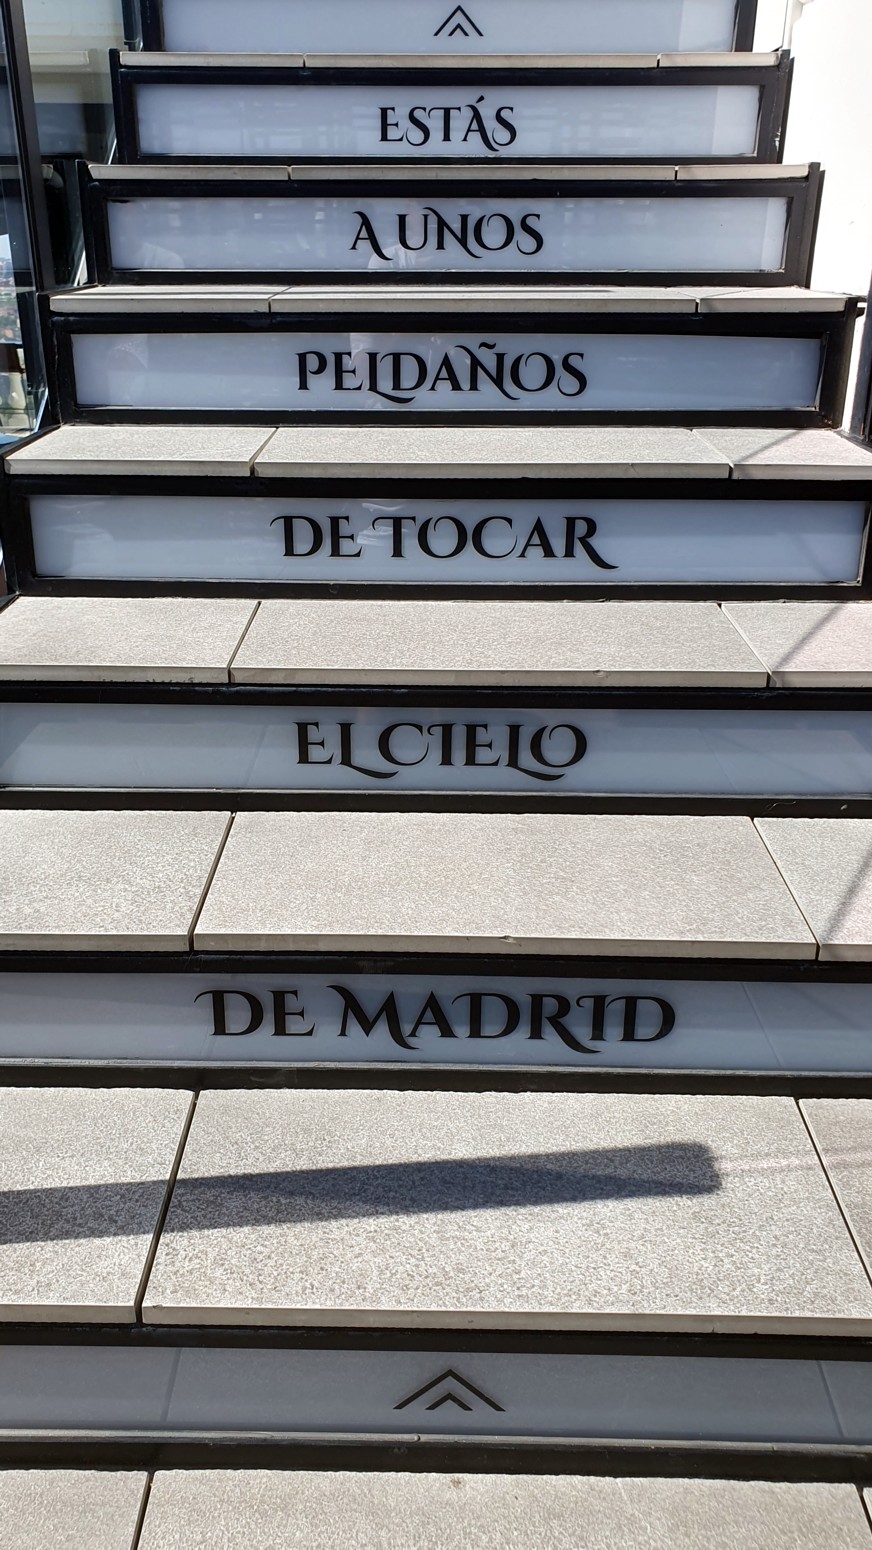 ESTÁS
A UNOS
PELDAÑOS
DE TOCAR
EL CIELO
DE MADRID